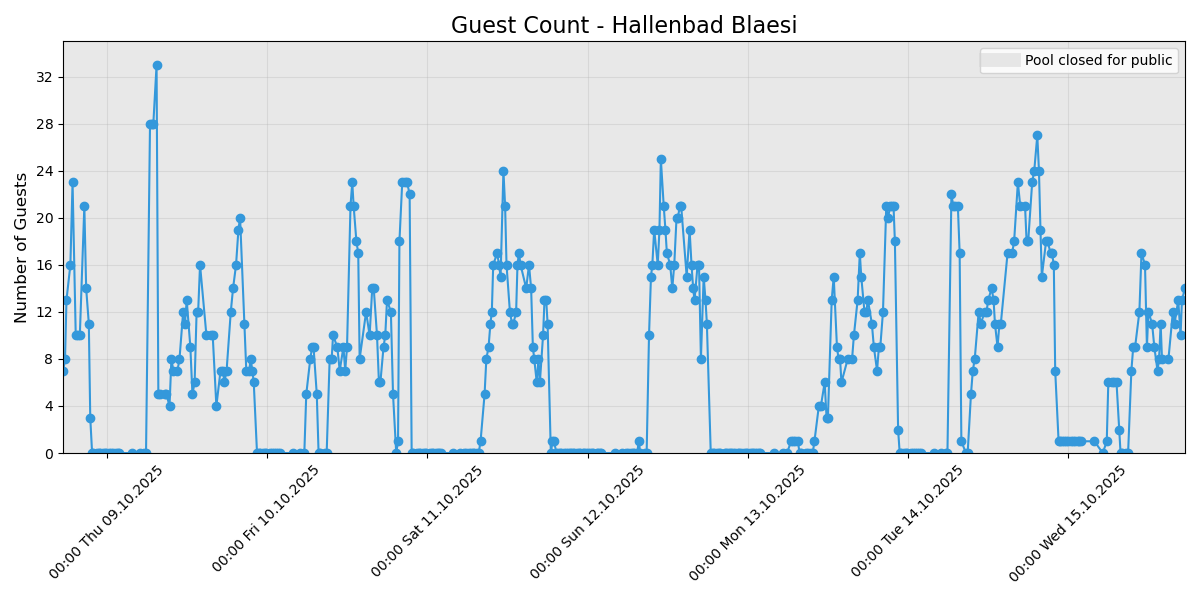 Guest Count - Hallenbad Blaesi
Pool closed for public
Number of Guests
32
28
24
20
16
12
8
4
0
00:00 Thu 09.10.2025
00:00 Fri 10.10.2025
00:00 Sat 11.10.2025
00:00 Sun 12.10.2025
00:00 Mon 13.10.2025
00:00 Tue 14.10.2025
00:00 Wed 15.10.2025